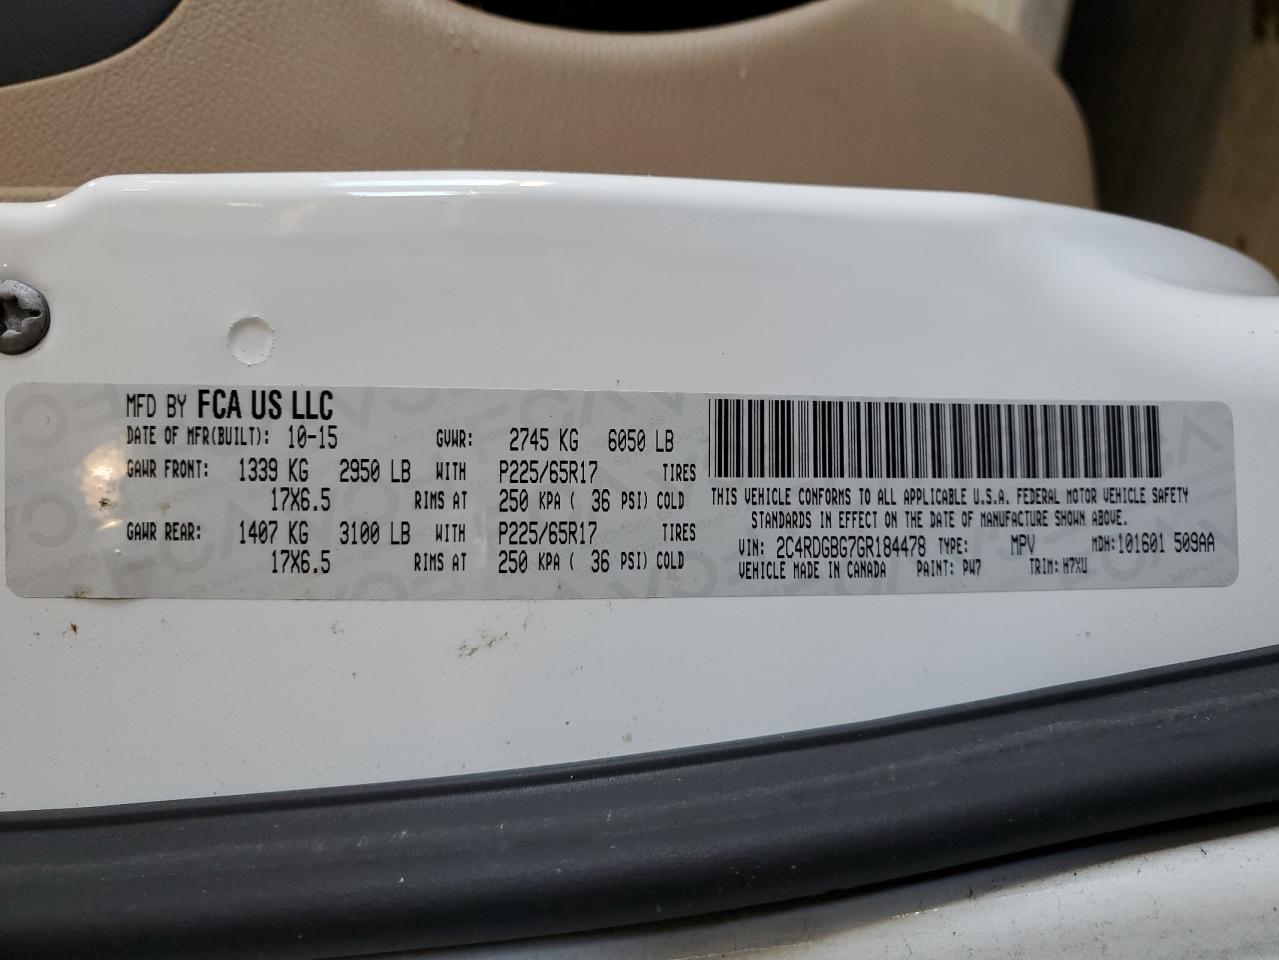 MFD BY FCA US LLC
DATE OF MFR(BUILT): 10-15 GVWR: 2745 KG 6050 LB
GAWR FRONT: 1339 KG 2950 LB WITH P225/65R17 TIRES
17X6.5 RIMS AT 250 KPA ( 36 PSI) COLD
GAWR REAR: 1407 KG 3100 LB WITH P225/65R17 TIRES
17X6.5 RIMS AT 250 KPA ( 36 PSI) COLD
THIS VEHICLE CONFORMS TO ALL APPLICABLE U.S.A. FEDERAL MOTOR VEHICLE SAFETY
STANDARDS IN EFFECT ON THE DATE OF MANUFACTURE SHOWN ABOVE.
VIN: 2C4RDGBG7GR184478 TYPE: MPV MDH:101601 509AA
VEHICLE MADE IN CANADA PAINT: PW7 TRIM: H7XU